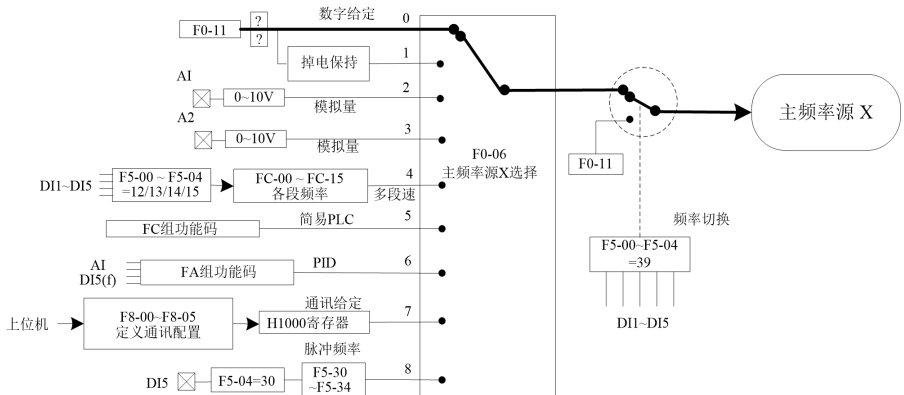 数字给定
0
F0-11
?
?
掉电保持
1
AI
0~10V
模拟量
2
A2
0~10V
模拟量
3
F0-06
主频率源X选择
F0-11
主频率源 X
DI1~DI5
F5-00 ~ F5-04
=12/13/14/15
FC-00 ~ FC-15
各段频率
4
多段速
FC组功能码
简易PLC
5
AI
DI5(f)
FA组功能码
PID
6
频率切换
F5-00~F5-04
=39
DI1~DI5
上位机
F8-00~F8-05
定义通讯配置
通讯给定
H1000寄存器
7
脉冲频率
DI5
F5-04=30
F5-30
~F5-34
8